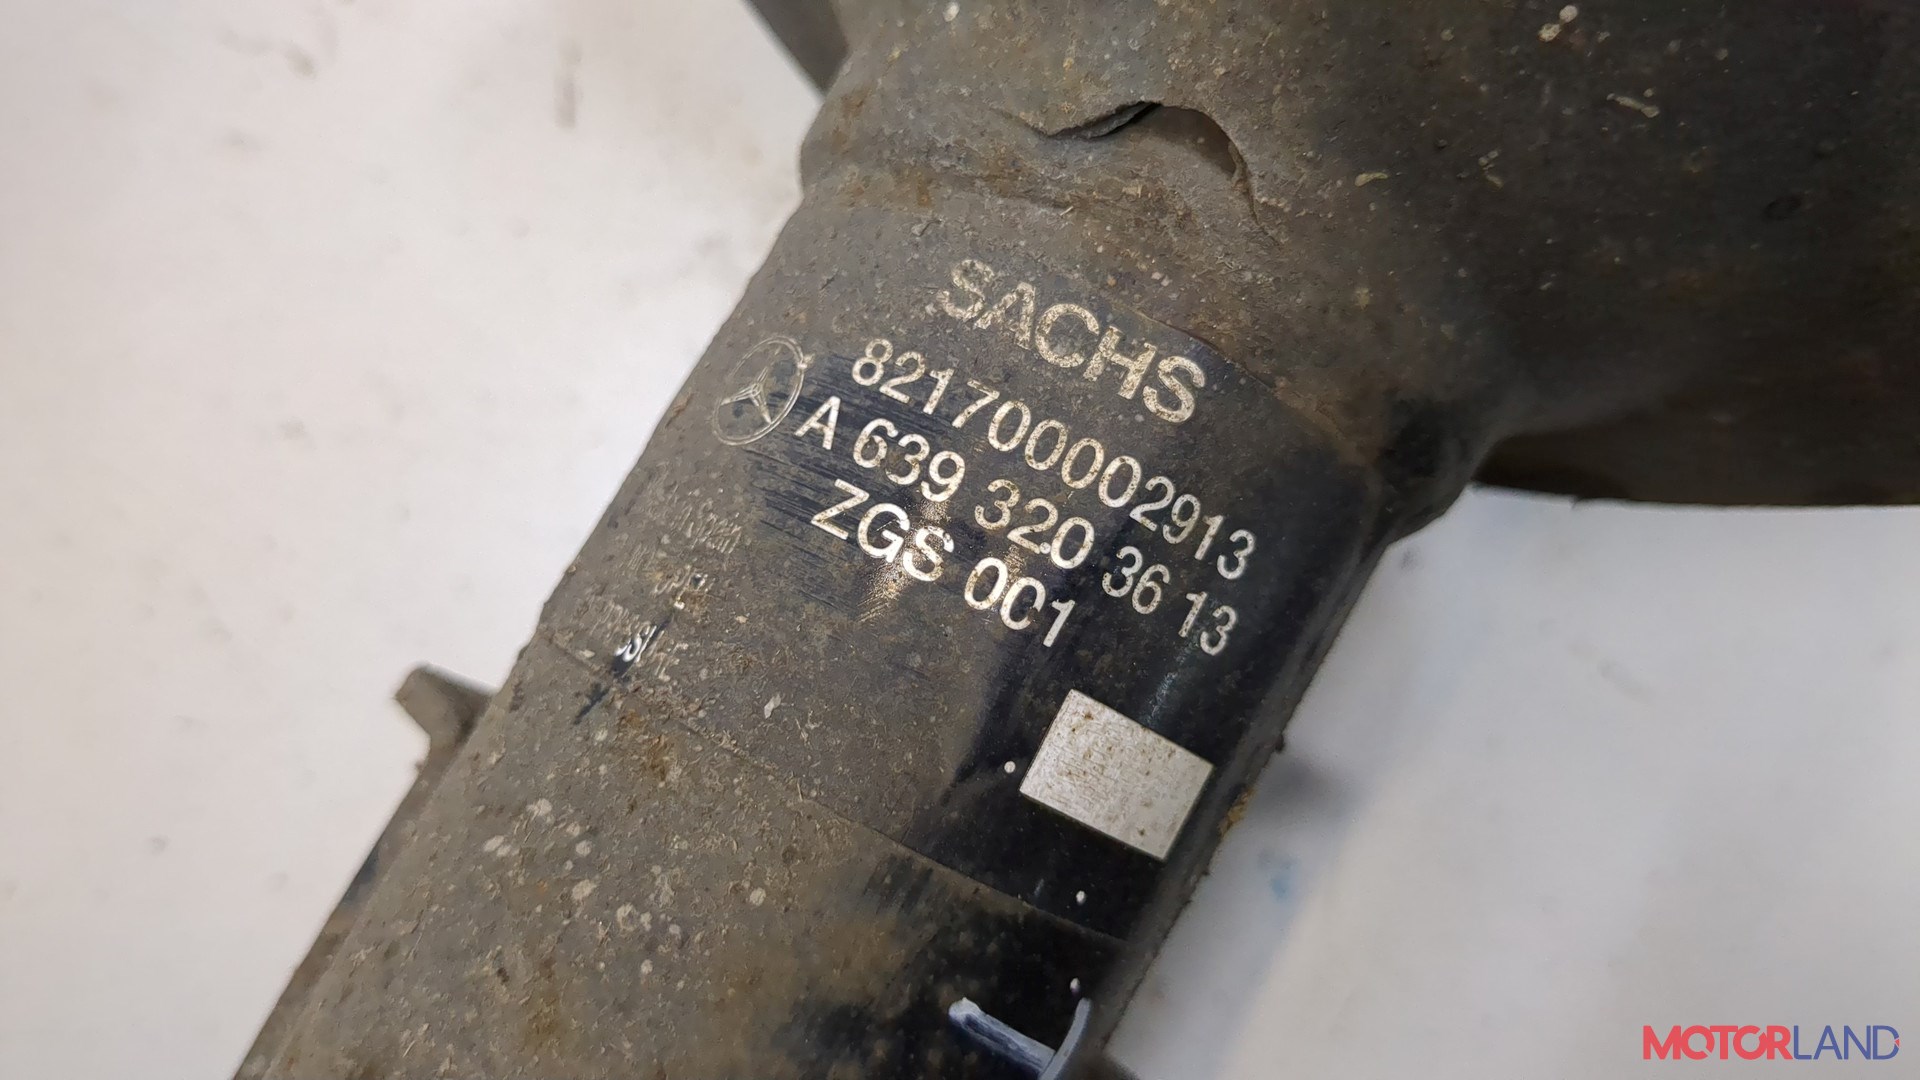 SACHS
821700002913
A 639 320 36 13
ZGS 001
MOTORLAND